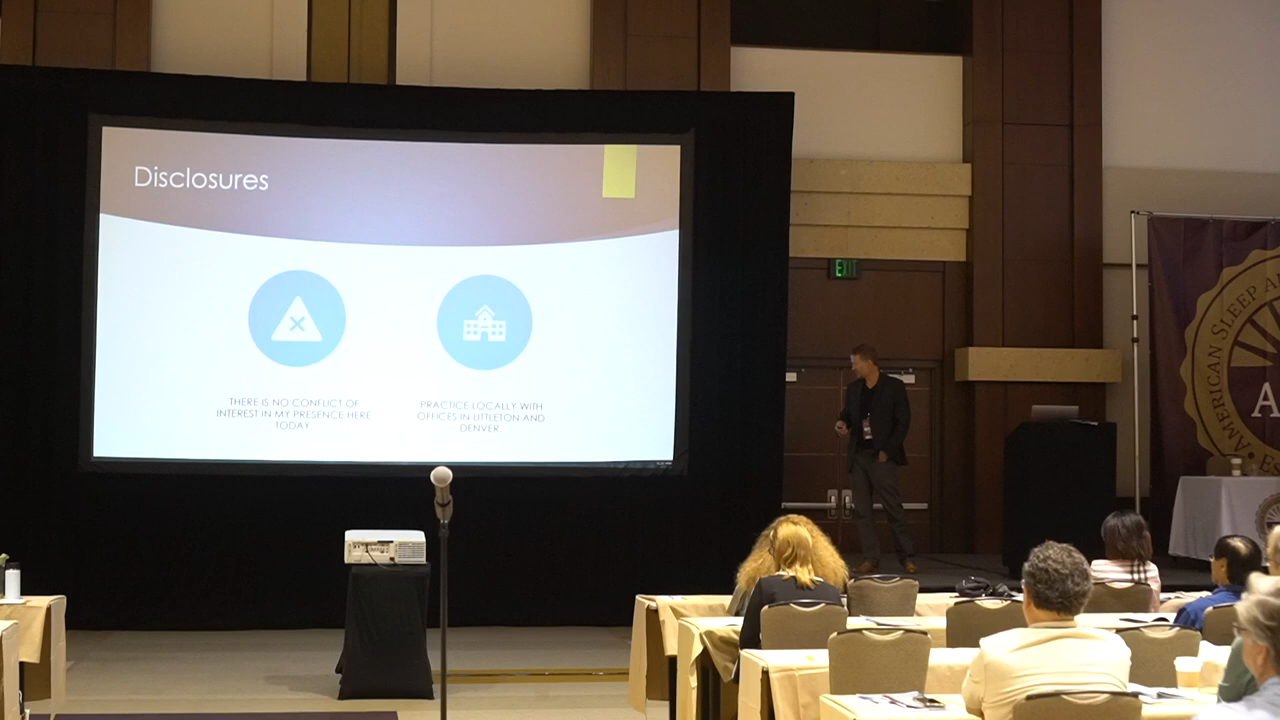 Disclosures
THERE IS NO CONFLICT OF
INTEREST IN MY PRESENCE HERE
TODAY
PRACTICE LOCALLY WITH
OFFICES IN LITTLETON AND
DENVER
EXIT
AMERICAN SLEEP
A